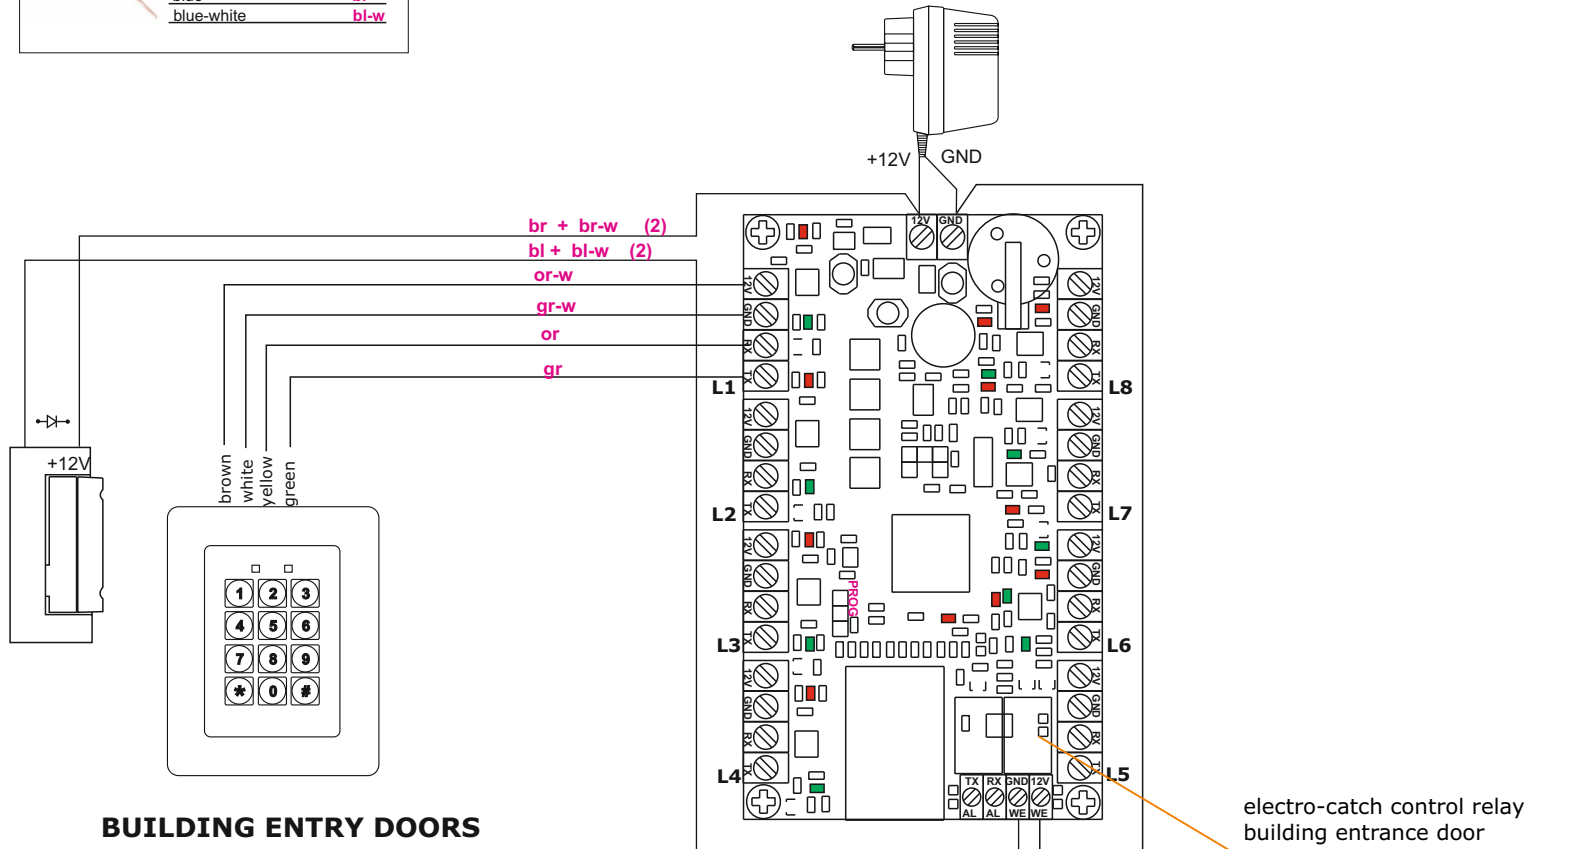 bl
blue-white bl-w
+12V GND
br + br-w (2)
bl + bl-w (2)
or-w
gr-w
or
gr
12V GND
12V
GND
RX
TX
L1
12V
GND
RX
TX
L2
12V
GND
RX
TX
L3
12V
GND
RX
TX
L4
12V
GND
RX
TX
L8
12V
GND
RX
TX
L7
12V
GND
RX
TX
L6
12V
GND
RX
TX
L5
PROG
TX RX GND 12V
AL AL WE WE
+12V
brown
white
yellow
green
1 2 3
4 5 6
7 8 9
* 0 #
BUILDING ENTRY DOORS
electro-catch control relay
building entrance door